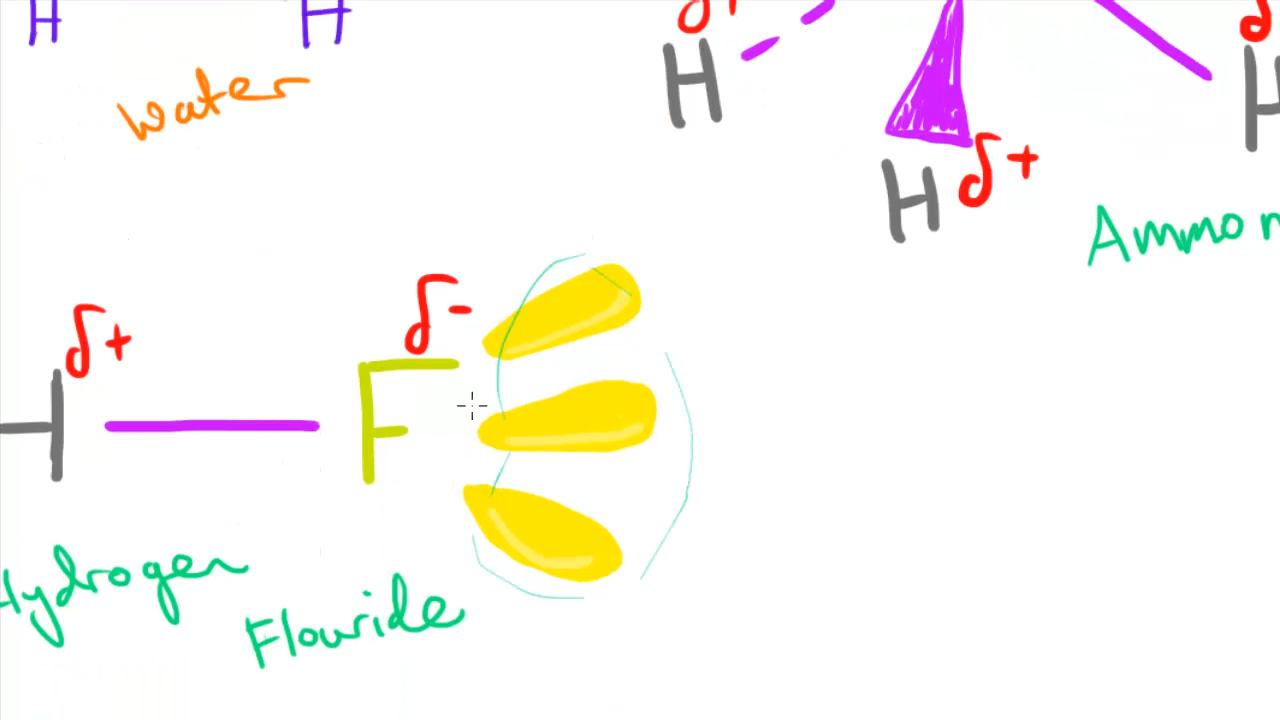 H H
water
δ+
H
H δ+
δ
H
Ammon
δ+ δ-
H F
Hydrogen
Flouride